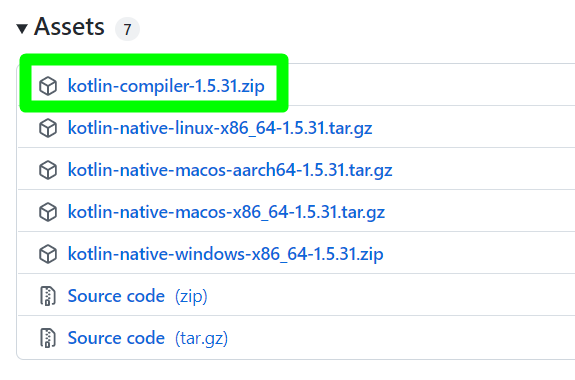 Assets 7
kotlin-compiler-1.5.31.zip
kotlin-native-linux-x86_64-1.5.31.tar.gz
kotlin-native-macos-aarch64-1.5.31.tar.gz
kotlin-native-macos-x86_64-1.5.31.tar.gz
kotlin-native-windows-x86_64-1.5.31.zip
Source code (zip)
Source code (tar.gz)